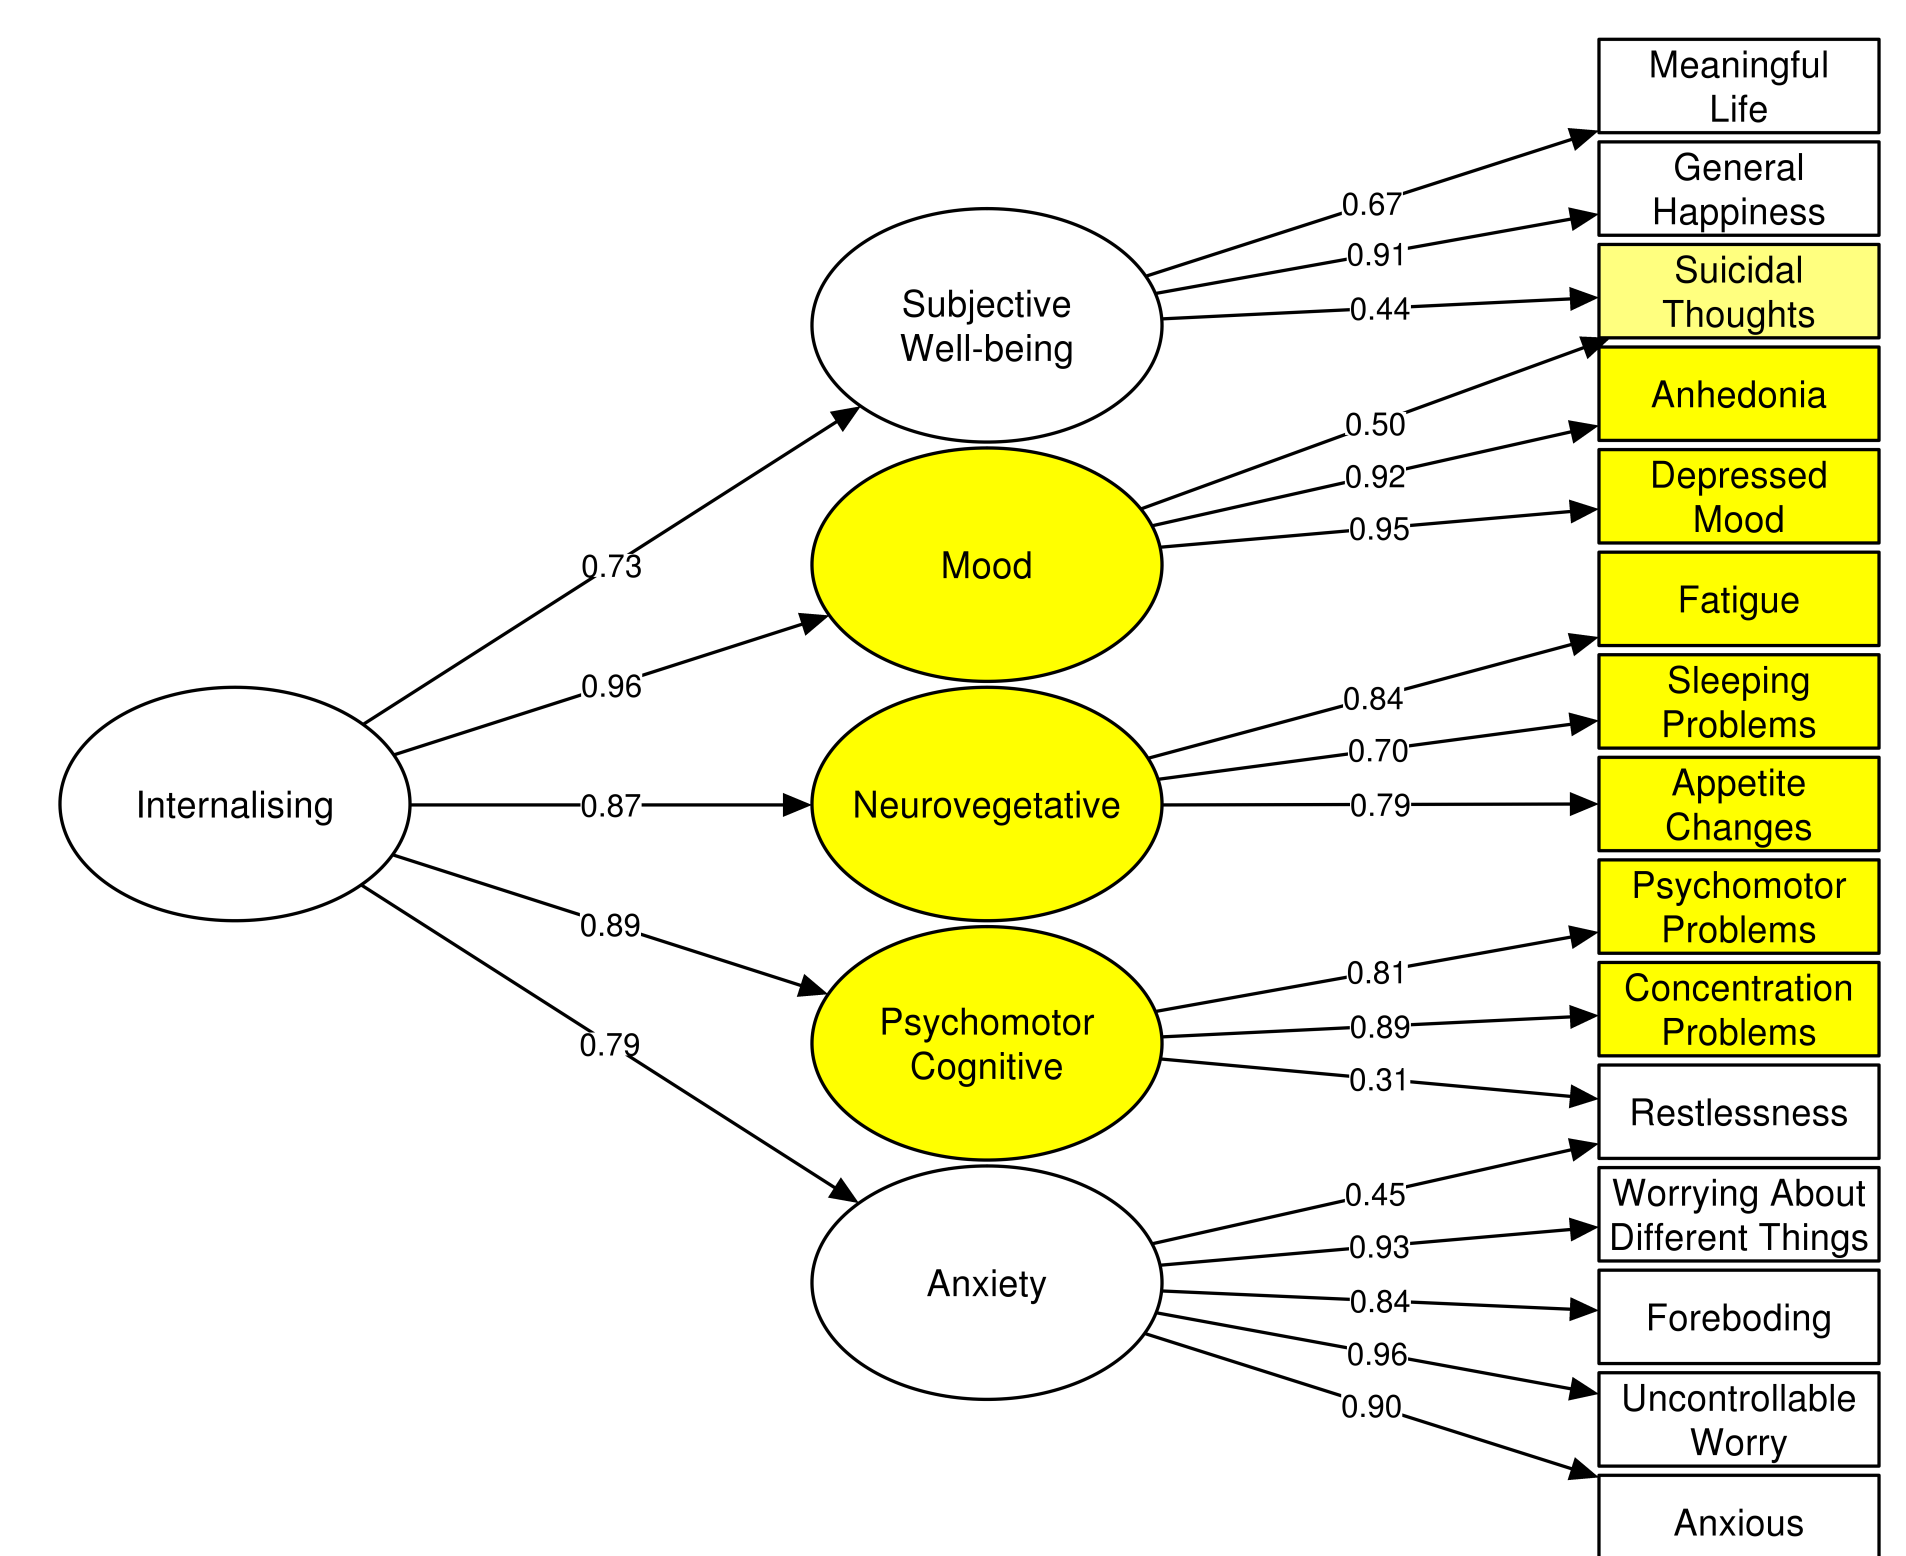 Meaningful
Life
General
Happiness
Suicidal
Thoughts
Anhedonia
Depressed
Mood
Fatigue
Sleeping
Problems
Appetite
Changes
Psychomotor
Problems
Concentration
Problems
Restlessness
Worrying About
Different Things
Foreboding
Uncontrollable
Worry
Anxious
Subjective
Well-being
Mood
Neurovegetative
Psychomotor
Cognitive
Anxiety
Internalising
0.73
0.96
0.87
0.89
0.79
0.67
0.91
0.44
0.50
0.92
0.95
0.84
0.70
0.79
0.81
0.89
0.31
0.45
0.93
0.84
0.96
0.90